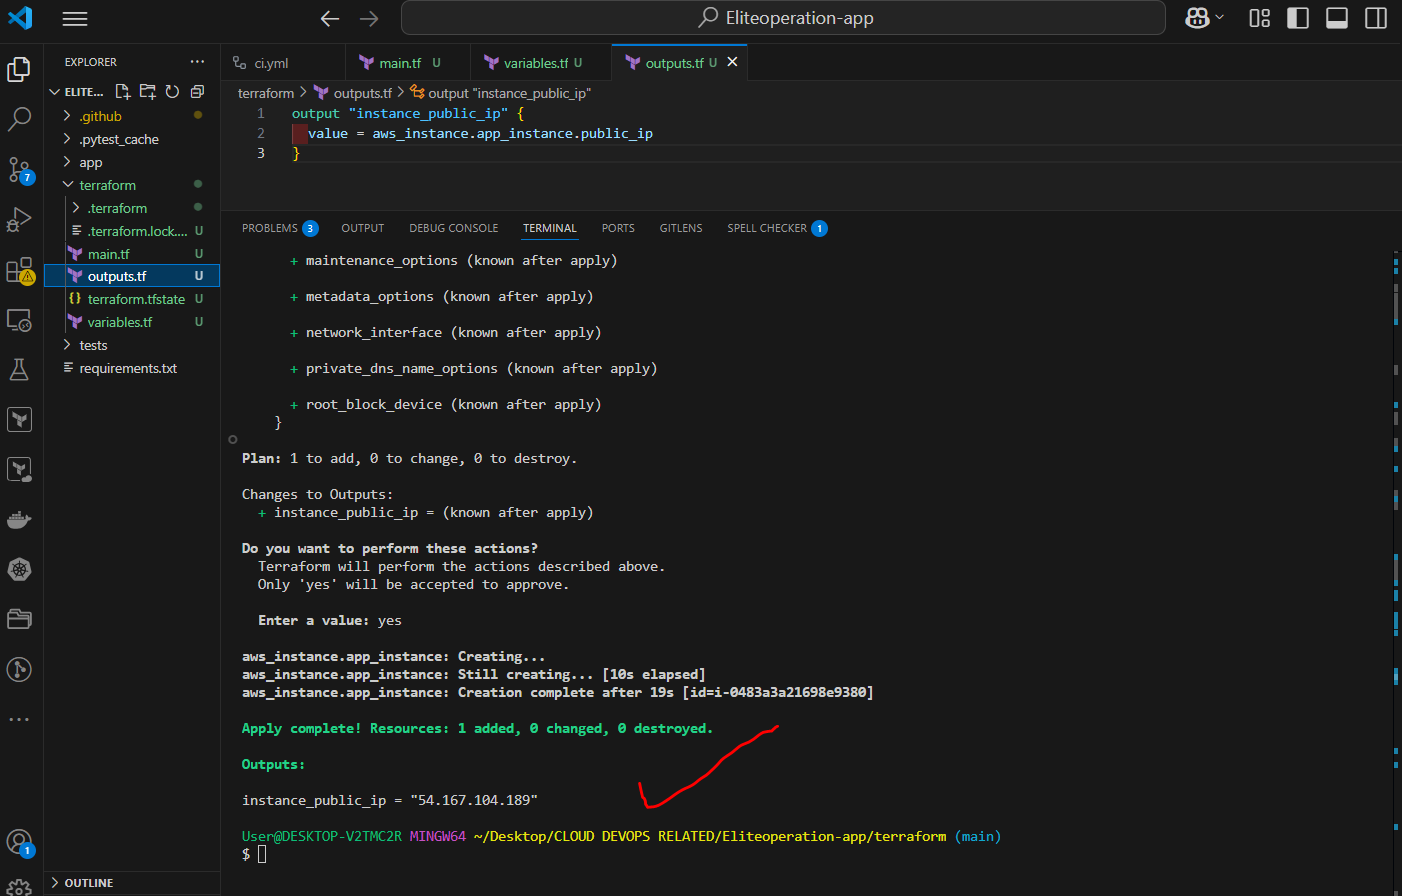 Eliteoperation-app
EXPLORER
ELITE...
.github
.pytest_cache
app
terraform
.terraform
.terraform.lock.... U
main.tf U
outputs.tf U
terraform.tfstate U
variables.tf U
tests
requirements.txt
OUTLINE
7
1
ci.yml
main.tf U
variables.tf U
outputs.tf U
terraform > outputs.tf > output "instance_public_ip"
1 output "instance_public_ip" {
2 value = aws_instance.app_instance.public_ip
3 }
PROBLEMS 3 OUTPUT DEBUG CONSOLE TERMINAL PORTS GITLENS SPELL CHECKER 1
+ maintenance_options (known after apply)
+ metadata_options (known after apply)
+ network_interface (known after apply)
+ private_dns_name_options (known after apply)
+ root_block_device (known after apply)
}
Plan: 1 to add, 0 to change, 0 to destroy.
Changes to Outputs:
+ instance_public_ip = (known after apply)
Do you want to perform these actions?
Terraform will perform the actions described above.
Only 'yes' will be accepted to approve.
Enter a value: yes
aws_instance.app_instance: Creating...
aws_instance.app_instance: Still creating... [10s elapsed]
aws_instance.app_instance: Creation complete after 19s [id=i-0483a3a21698e9380]
Apply complete! Resources: 1 added, 0 changed, 0 destroyed.
Outputs:
instance_public_ip = "54.167.104.189"
User@DESKTOP-V2TMC2R MINGW64 ~/Desktop/CLOUD DEVOPS RELATED/Eliteoperation-app/terraform (main)
$